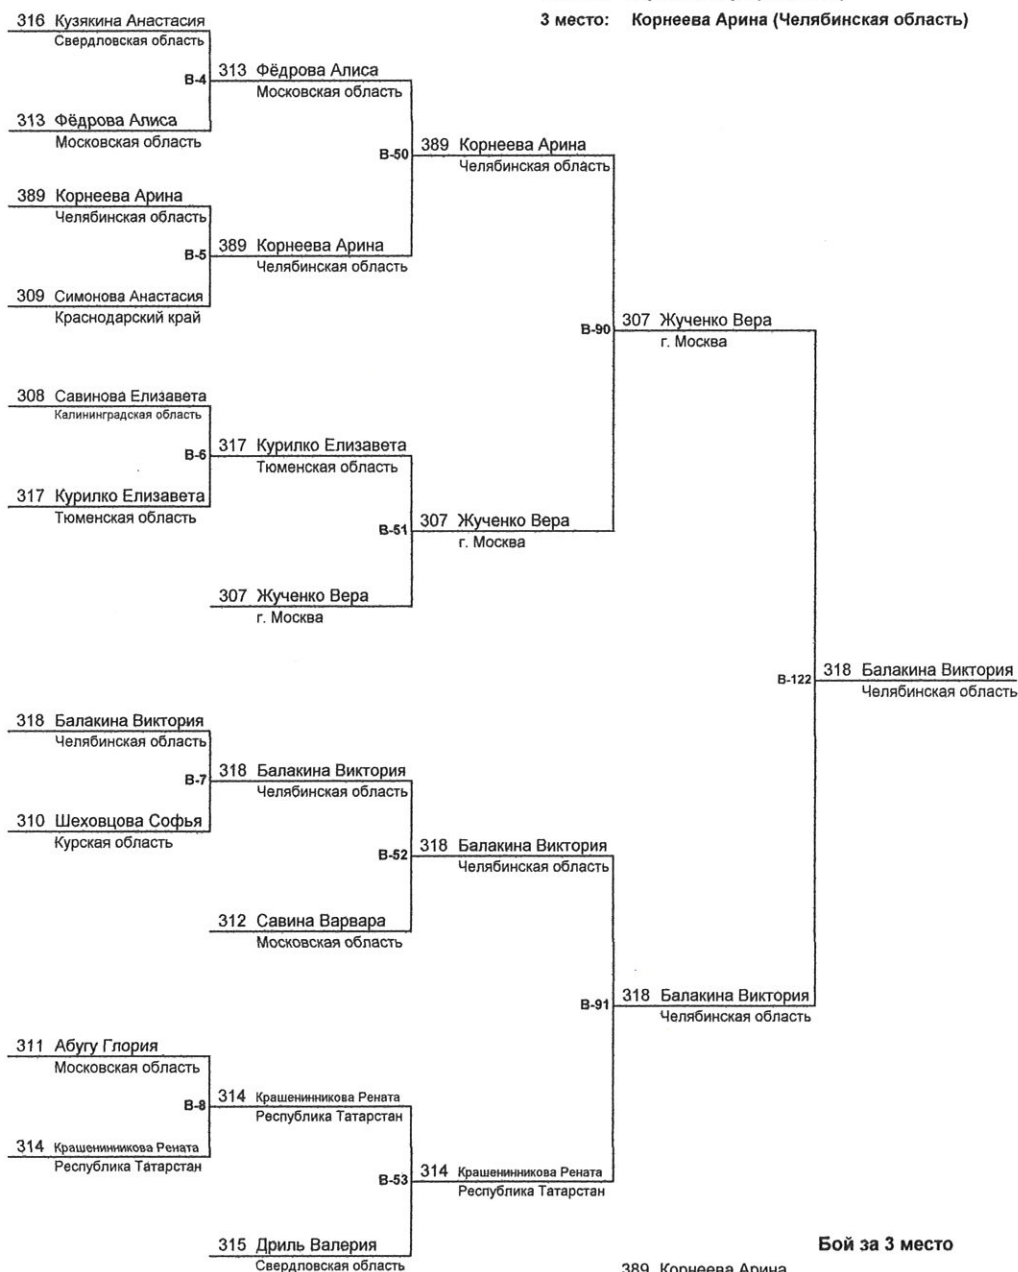 3 место: Корнеева Арина (Челябинская область)
316 Кузякина Анастасия
Свердловская область
В-4
313 Фёдрова Алиса
Московская область
313 Фёдрова Алиса
Московская область
В-50
389 Корнеева Арина
Челябинская область
389 Корнеева Арина
Челябинская область
В-5
389 Корнеева Арина
Челябинская область
309 Симонова Анастасия
Краснодарский край
В-90
307 Жученко Вера
г. Москва
308 Савинова Елизавета
Калининградская область
В-6
317 Курилко Елизавета
Тюменская область
317 Курилко Елизавета
Тюменская область
В-51
307 Жученко Вера
г. Москва
307 Жученко Вера
г. Москва
В-122
318 Балакина Виктория
Челябинская область
318 Балакина Виктория
Челябинская область
В-7
318 Балакина Виктория
Челябинская область
310 Шеховцова Софья
Курская область
В-52
318 Балакина Виктория
Челябинская область
312 Савина Варвара
Московская область
В-91
318 Балакина Виктория
Челябинская область
311 Абугу Глория
Московская область
В-8
314 Крашенинникова Рената
Республика Татарстан
314 Крашенинникова Рената
Республика Татарстан
В-53
314 Крашенинникова Рената
Республика Татарстан
315 Дриль Валерия
Свердловская область
Бой за 3 место
389 Корнеева Арина